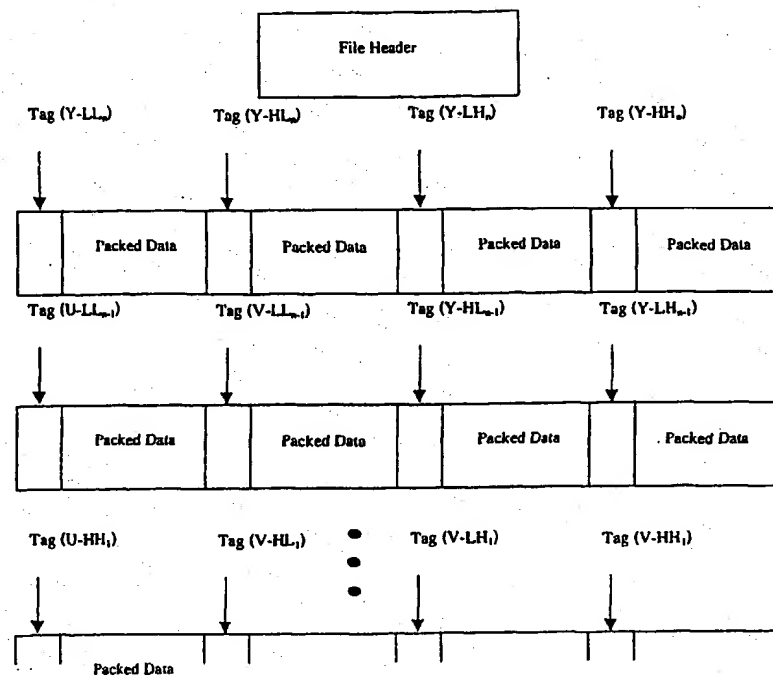 File Header
Tag (Y-LLₙ) Tag (Y-HLₙ) Tag (Y-LHₙ) Tag (Y-HHₙ)
Packed Data Packed Data Packed Data Packed Data
Tag (U-LLₙ₋₁) Tag (V-LLₙ₋₁) Tag (Y-HLₙ₋₁) Tag (Y-LHₙ₋₁)
Packed Data Packed Data Packed Data Packed Data
Tag (U-HH₁) Tag (V-HL₁) Tag (V-LH₁) Tag (V-HH₁)
Packed Data